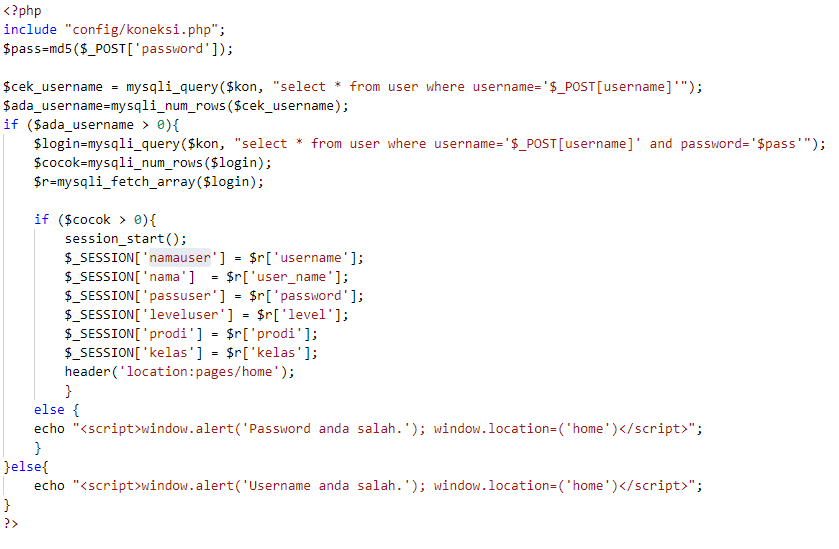 <?php
include "config/koneksi.php";
$pass=md5($_POST['password']);

$cek_username = mysqli_query($kon, "select * from user where username='$_POST[username]'");
$ada_username=mysqli_num_rows($cek_username);
if ($ada_username > 0){
    $login=mysqli_query($kon, "select * from user where username='$_POST[username]' and password='$pass'");
    $cocok=mysqli_num_rows($login);
    $r=mysqli_fetch_array($login);

    if ($cocok > 0){
        session_start();
        $_SESSION['namauser'] = $r['username'];
        $_SESSION['nama']  = $r['user_name'];
        $_SESSION['passuser'] = $r['password'];
        $_SESSION['leveluser'] = $r['level'];
        $_SESSION['prodi'] = $r['prodi'];
        $_SESSION['kelas'] = $r['kelas'];
        header('location:pages/home');
        }
    else {
    echo "<script>window.alert('Password anda salah.'); window.location=('home')</script>";
    }
}else{
    echo "<script>window.alert('Username anda salah.'); window.location=('home')</script>";
}
?>